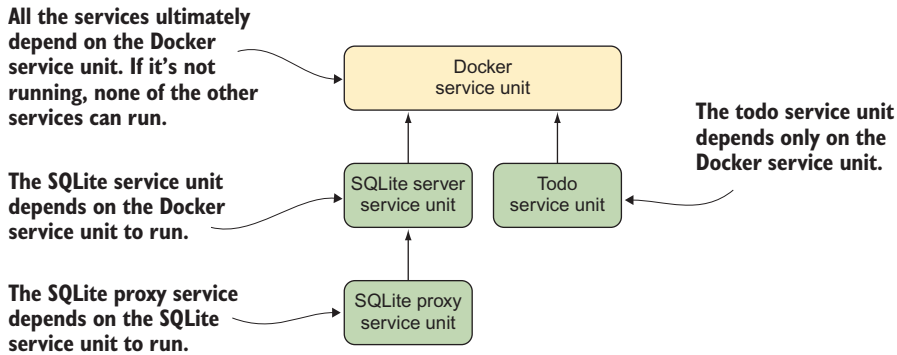 All the services ultimately
depend on the Docker
service unit. If it's not
running, none of the other
services can run.
Docker
service unit
The todo service unit
depends only on the
Docker service unit.
The SQLite service unit
depends on the Docker
service unit to run.
SQLite server
service unit
Todo
service unit
The SQLite proxy service
depends on the SQLite
service unit to run.
SQLite proxy
service unit